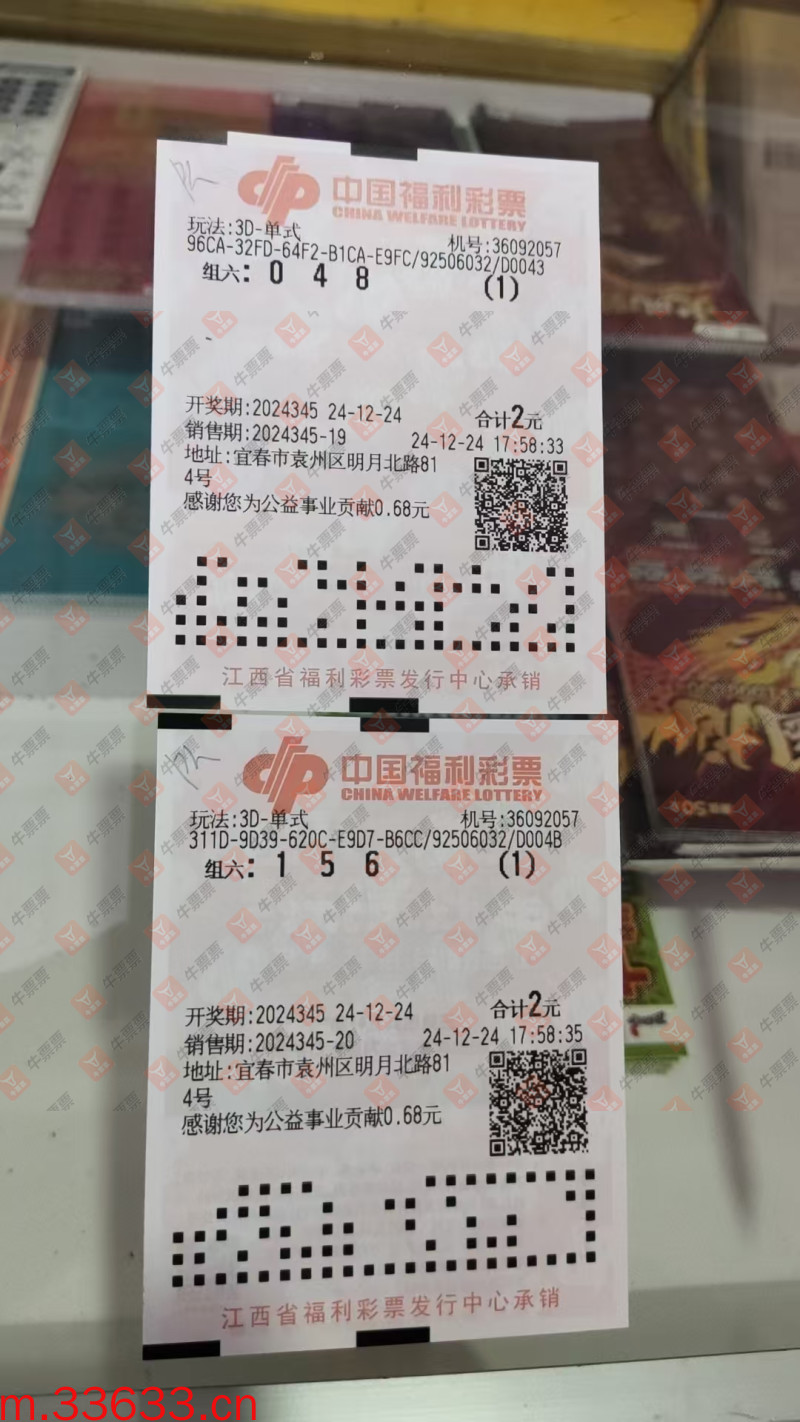 中国福利彩票
CHINA WELFARE LOTTERY
玩法:3D-单式 机号:36092057
96CA-32FD-64F2-B1CA-E9FC/92506032/D0043
组六: 0 4 8 (1)
开奖期:2024345 24-12-24 合计2元
销售期:2024345-19 24-12-24 17:58:33
地址:宜春市袁州区明月北路81
4号
感谢您为公益事业贡献0.68元
江西省福利彩票发行中心承销
中国福利彩票
CHINA WELFARE LOTTERY
玩法:3D-单式 机号:36092057
311D-9D39-620C-E9D7-B6CC/92506032/D004B
组六: 1 5 6 (1)
开奖期:2024345 24-12-24 合计2元
销售期:2024345-20 24-12-24 17:58:35
地址:宜春市袁州区明月北路81
4号
感谢您为公益事业贡献0.68元
江西省福利彩票发行中心承销
牛票票
m.33633.cn